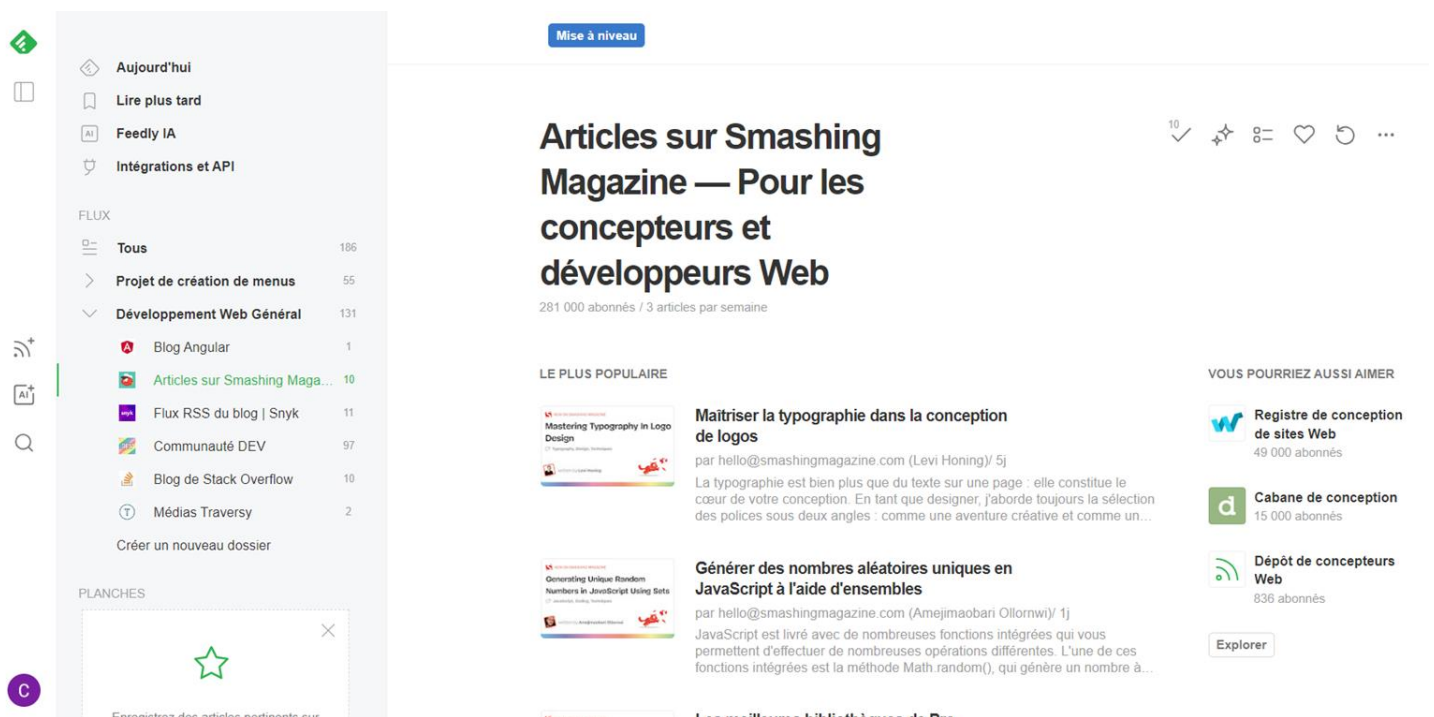 Mise à niveau
Aujourd'hui
Lire plus tard
AI Feedly IA
Intégrations et API
FLUX
Tous 186
Projet de création de menus 55
Développement Web Général 131
Blog Angular 1
Articles sur Smashing Maga... 10
snyk Flux RSS du blog | Snyk 11
Communauté DEV 97
Blog de Stack Overflow 10
T Médias Traversy 2
Créer un nouveau dossier
PLANCHES
Enregistrez des articles pertinents sur
AI
C
Articles sur Smashing
Magazine — Pour les
concepteurs et
développeurs Web
281 000 abonnés / 3 articles par semaine
10
LE PLUS POPULAIRE
Mastering Typography in Logo
Design
Maîtriser la typographie dans la conception
de logos
par hello@smashingmagazine.com (Levi Honing)/ 5j
La typographie est bien plus que du texte sur une page : elle constitue le
cœur de votre conception. En tant que designer, j'aborde toujours la sélection
des polices sous deux angles : comme une aventure créative et comme un...
Generating Unique Random
Numbers in JavaScript Using Sets
Générer des nombres aléatoires uniques en
JavaScript à l'aide d'ensembles
par hello@smashingmagazine.com (Amejimaobari Ollornwi)/ 1j
JavaScript est livré avec de nombreuses fonctions intégrées qui vous
permettent d'effectuer de nombreuses opérations différentes. L'une de ces
fonctions intégrées est la méthode Math.random(), qui génère un nombre à...
VOUS POURRIEZ AUSSI AIMER
Registre de conception
de sites Web
49 000 abonnés
d
Cabane de conception
15 000 abonnés
Dépôt de concepteurs
Web
836 abonnés
Explorer